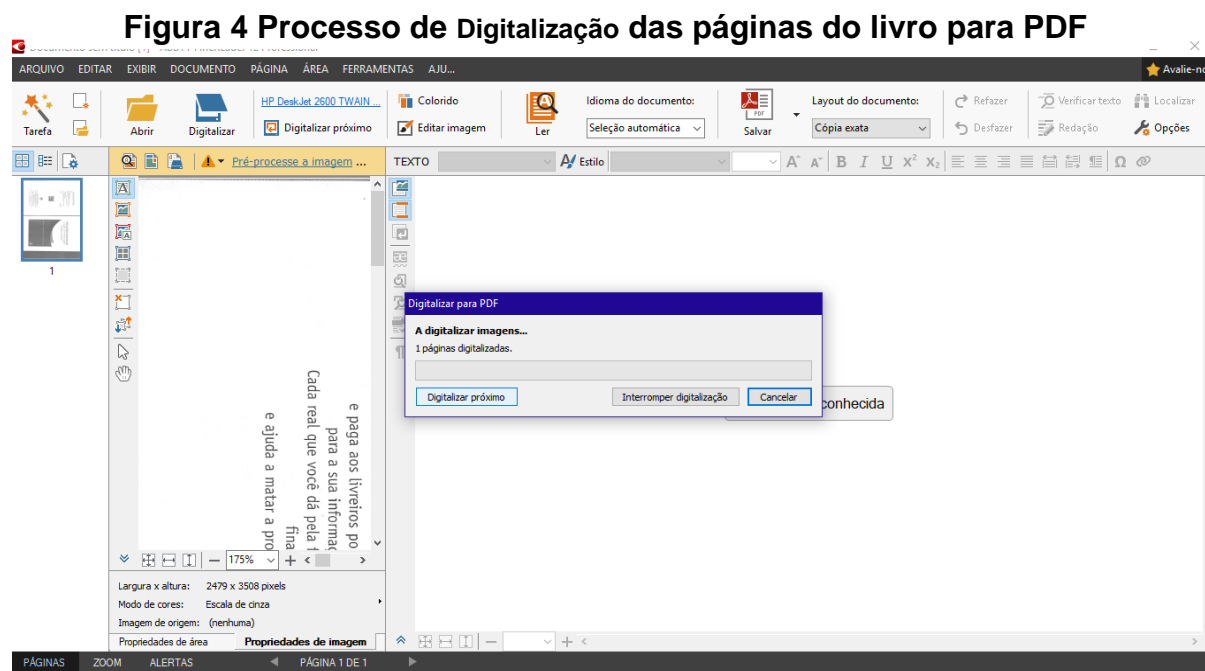 Figura 4 Processo de Digitalização das páginas do livro para PDF
ARQUIVO EDITAR EXIBIR DOCUMENTO PÁGINA ÁREA FERRAMENTAS AJU...
Avalie-no
HP DeskJet 2600 TWAIN ...
Colorido
Idioma do documento:
Layout do documento:
Refazer
Verificar texto
Localizar
Tarefa
Abrir
Digitalizar
Digitalizar próximo
Editar imagem
Ler
Seleção automática
PDF
Salvar
Cópia exata
Desfazer
Redação
Opções
Pré-processe a imagem ...
TEXTO
Estilo
1
Digitalizar para PDF
A digitalizar imagens...
1 páginas digitalizadas.
Digitalizar próximo
Interromper digitalização
Cancelar
conhecida
e paga aos livreiros po
para a sua informaç
Cada real que você dá pela f
fina
e ajuda a matar a pro
175%
Largura x altura: 2479 x 3508 pixels
Modo de cores: Escala de cinza
Imagem de origem: (nenhuma)
Propriedades de área
Propriedades de imagem
PÁGINAS ZOOM ALERTAS PÁGINA 1 DE 1